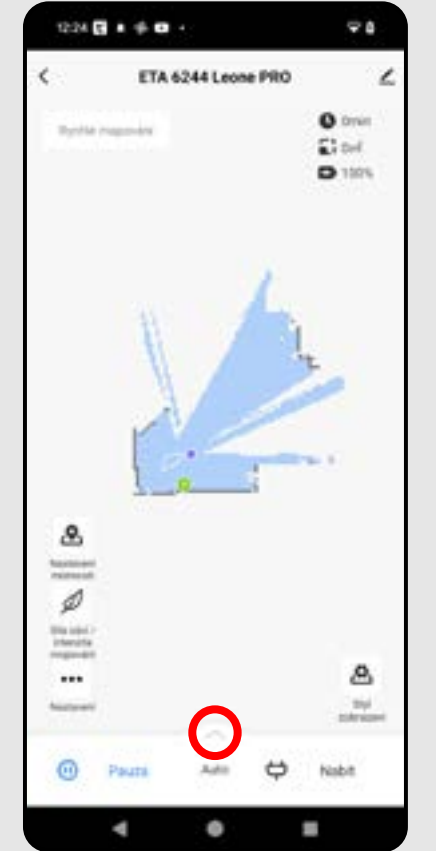 12:24
ETA 6244 Leone PRO
Rychlé mapování
0min
0㎡
100%
Nastavení
místnosti
Síla sání /
intenzita
mopování
Nastavení
Styl
zobrazení
Pauza
Auto
Nabít